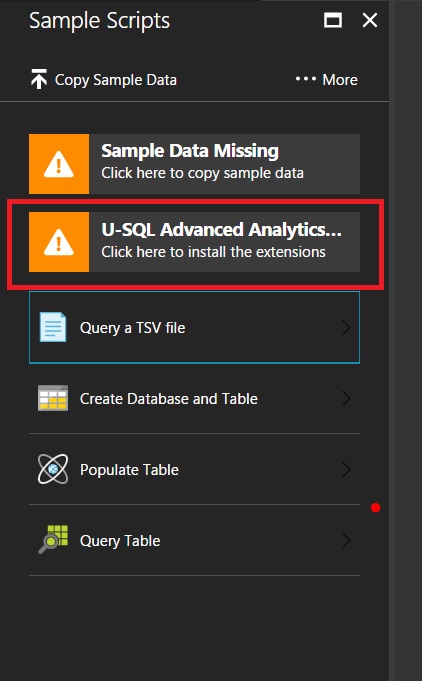 Sample Scripts
Copy Sample Data
More
Sample Data Missing
Click here to copy sample data
U-SQL Advanced Analytics...
Click here to install the extensions
Query a TSV file
Create Database and Table
Populate Table
Query Table